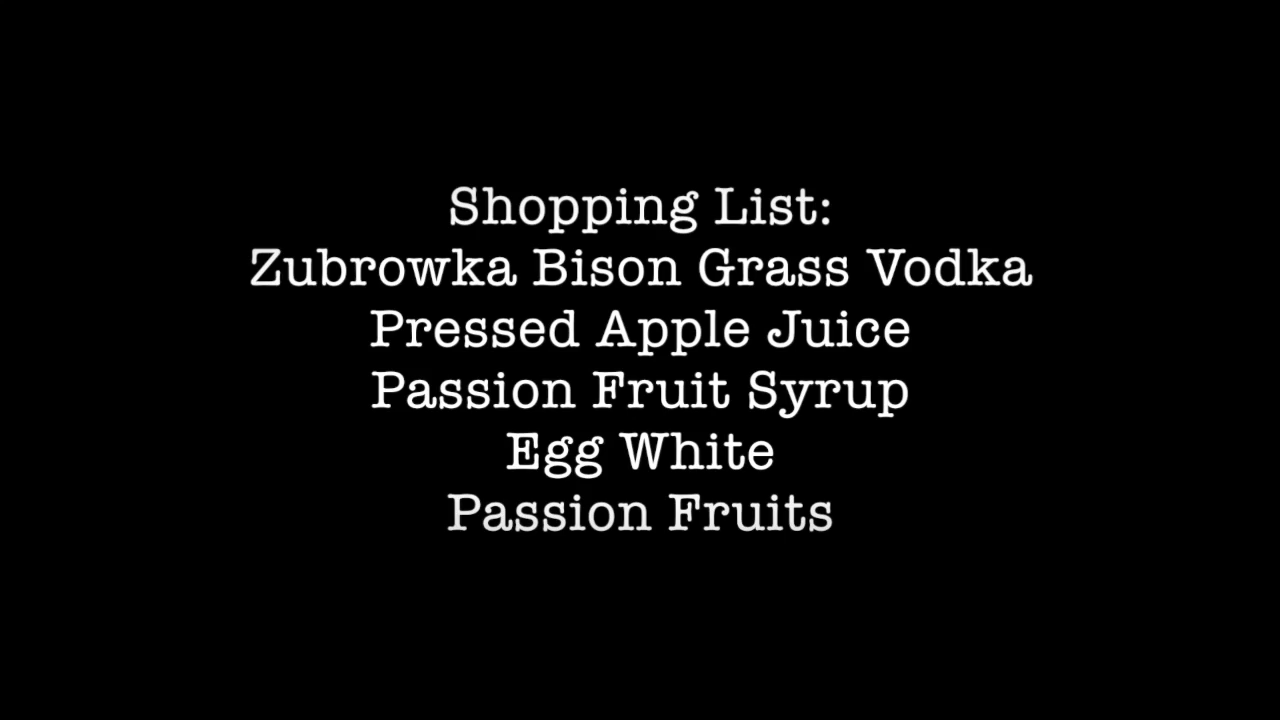 Shopping List:
Zubrowka Bison Grass Vodka
Pressed Apple Juice
Passion Fruit Syrup
Egg White
Passion Fruits